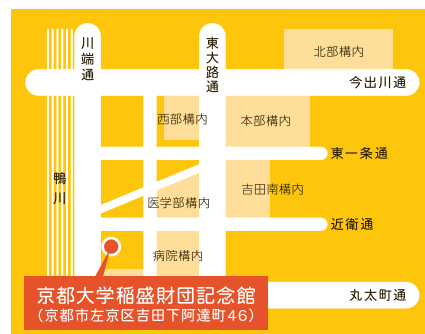 川端通
東大路通
北部構内
今出川通
西部構内
本部構内
東一条通
鴨川
吉田南構内
医学部構内
近衛通
病院構内
京都大学稲盛財団記念館
(京都市左京区吉田下阿達町46)
丸太町通